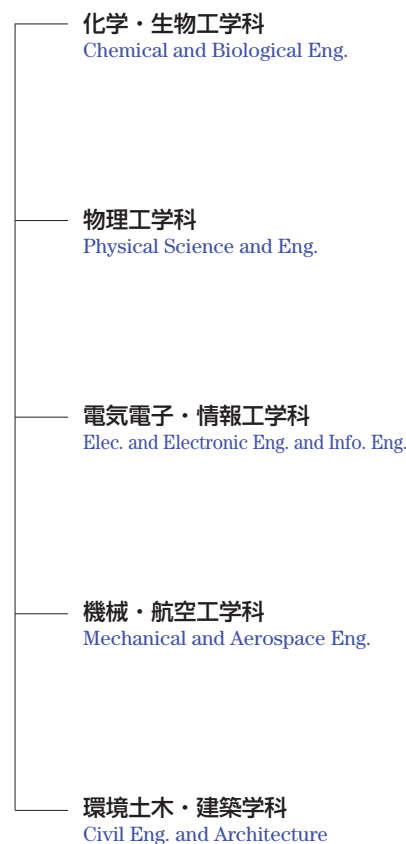 化学・生物工学科
Chemical and Biological Eng.
物理工学科
Physical Science and Eng.
電気電子・情報工学科
Elec. and Electronic Eng. and Info. Eng.
機械・航空工学科
Mechanical and Aerospace Eng.
環境土木・建築学科
Civil Eng. and Architecture